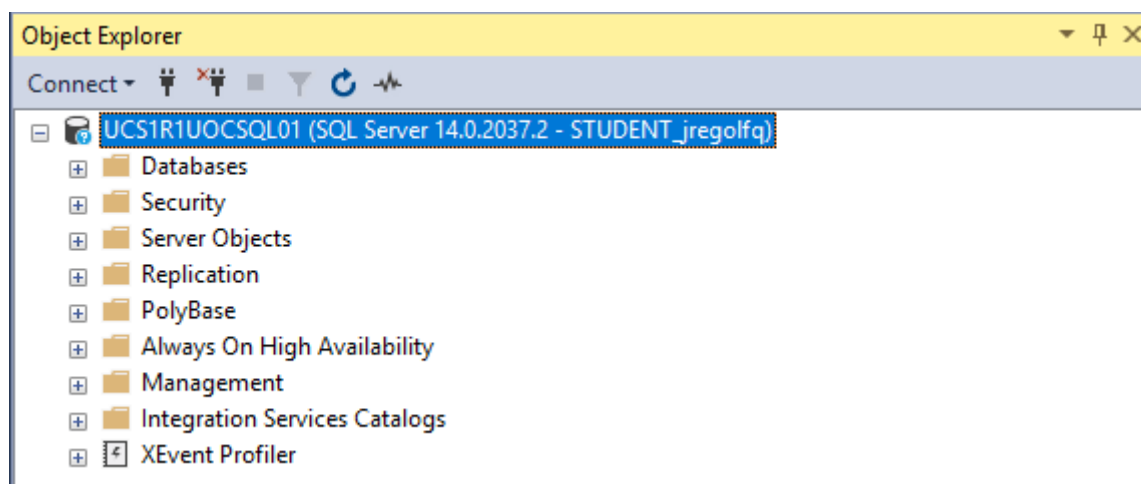 Object Explorer
Connect
UCS1R1UOCSQL01 (SQL Server 14.0.2037.2 - STUDENT_jregolfq)
Databases
Security
Server Objects
Replication
PolyBase
Always On High Availability
Management
Integration Services Catalogs
XEvent Profiler